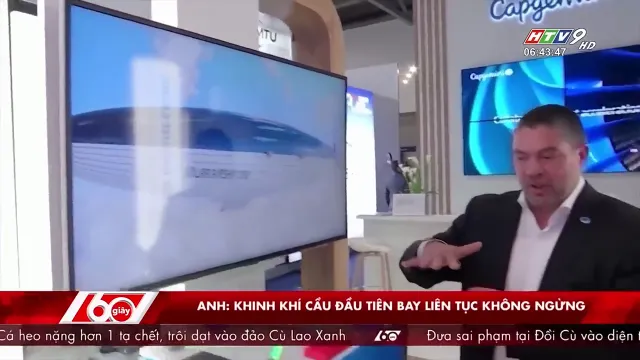 Capgemini
HTV9 HD
06:43:47
Capgemini
60 giây
ANH: KHINH KHÍ CẦU ĐẦU TIÊN BAY LIÊN TỤC KHÔNG NGỪNG
Cá heo nặng hơn 1 tạ chết, trôi dạt vào đảo Cù Lao Xanh
60
Đưa sai phạm tại Đồi Cù vào diện